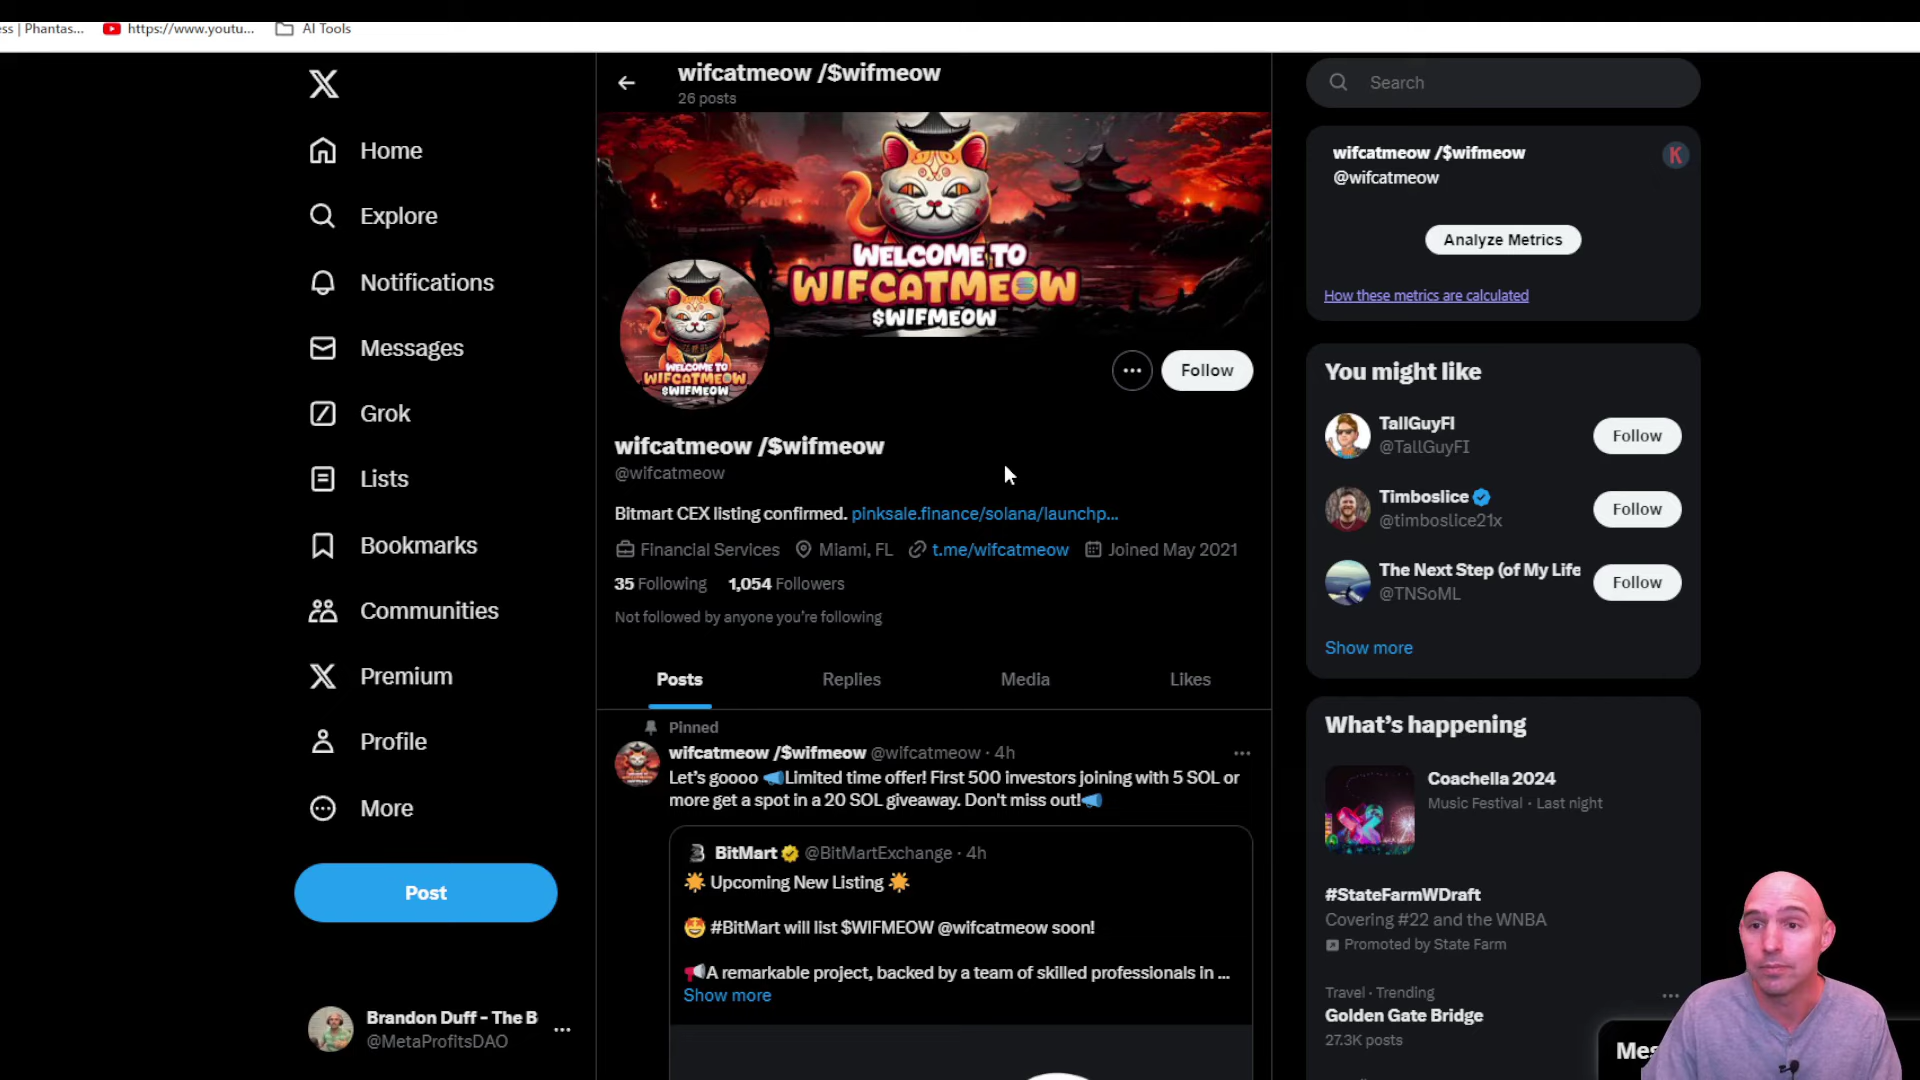 ess | Phantas...
https://www.youtu...
AI Tools
Home
Explore
Notifications
Messages
Grok
Lists
Bookmarks
Communities
Premium
Profile
More
Post
Brandon Duff - The B
@MetaProfitsDAO
wifcatmeow /$wifmeow
26 posts
WELCOME TO
WIFCATMEOW
$WIFMEOW
WELCOME TO
WIFCATMEOW
$WIFMEOW
Follow
wifcatmeow /$wifmeow
@wifcatmeow
Bitmart CEX listing confirmed. pinksale.finance/solana/launchp...
Financial Services Miami, FL t.me/wifcatmeow Joined May 2021
35 Following 1,054 Followers
Not followed by anyone you're following
Posts Replies Media Likes
Pinned
wifcatmeow /$wifmeow @wifcatmeow · 4h
Let's goooo 📣Limited time offer! First 500 investors joining with 5 SOL or
more get a spot in a 20 SOL giveaway. Don't miss out!📣
BitMart @BitMartExchange · 4h
🌟 Upcoming New Listing 🌟
🤩 #BitMart will list $WIFMEOW @wifcatmeow soon!
📢A remarkable project, backed by a team of skilled professionals in ...
Show more
Search
wifcatmeow /$wifmeow
K
@wifcatmeow
Analyze Metrics
How these metrics are calculated
You might like
TallGuyFI
@TallGuyFI
Follow
Timboslice
@timboslice21x
Follow
The Next Step (of My Life
@TNSoML
Follow
Show more
What's happening
Coachella 2024
Music Festival · Last night
#StateFarmWDraft
Covering #22 and the WNBA
Promoted by State Farm
Travel · Trending
Golden Gate Bridge
27.3K posts
Mes